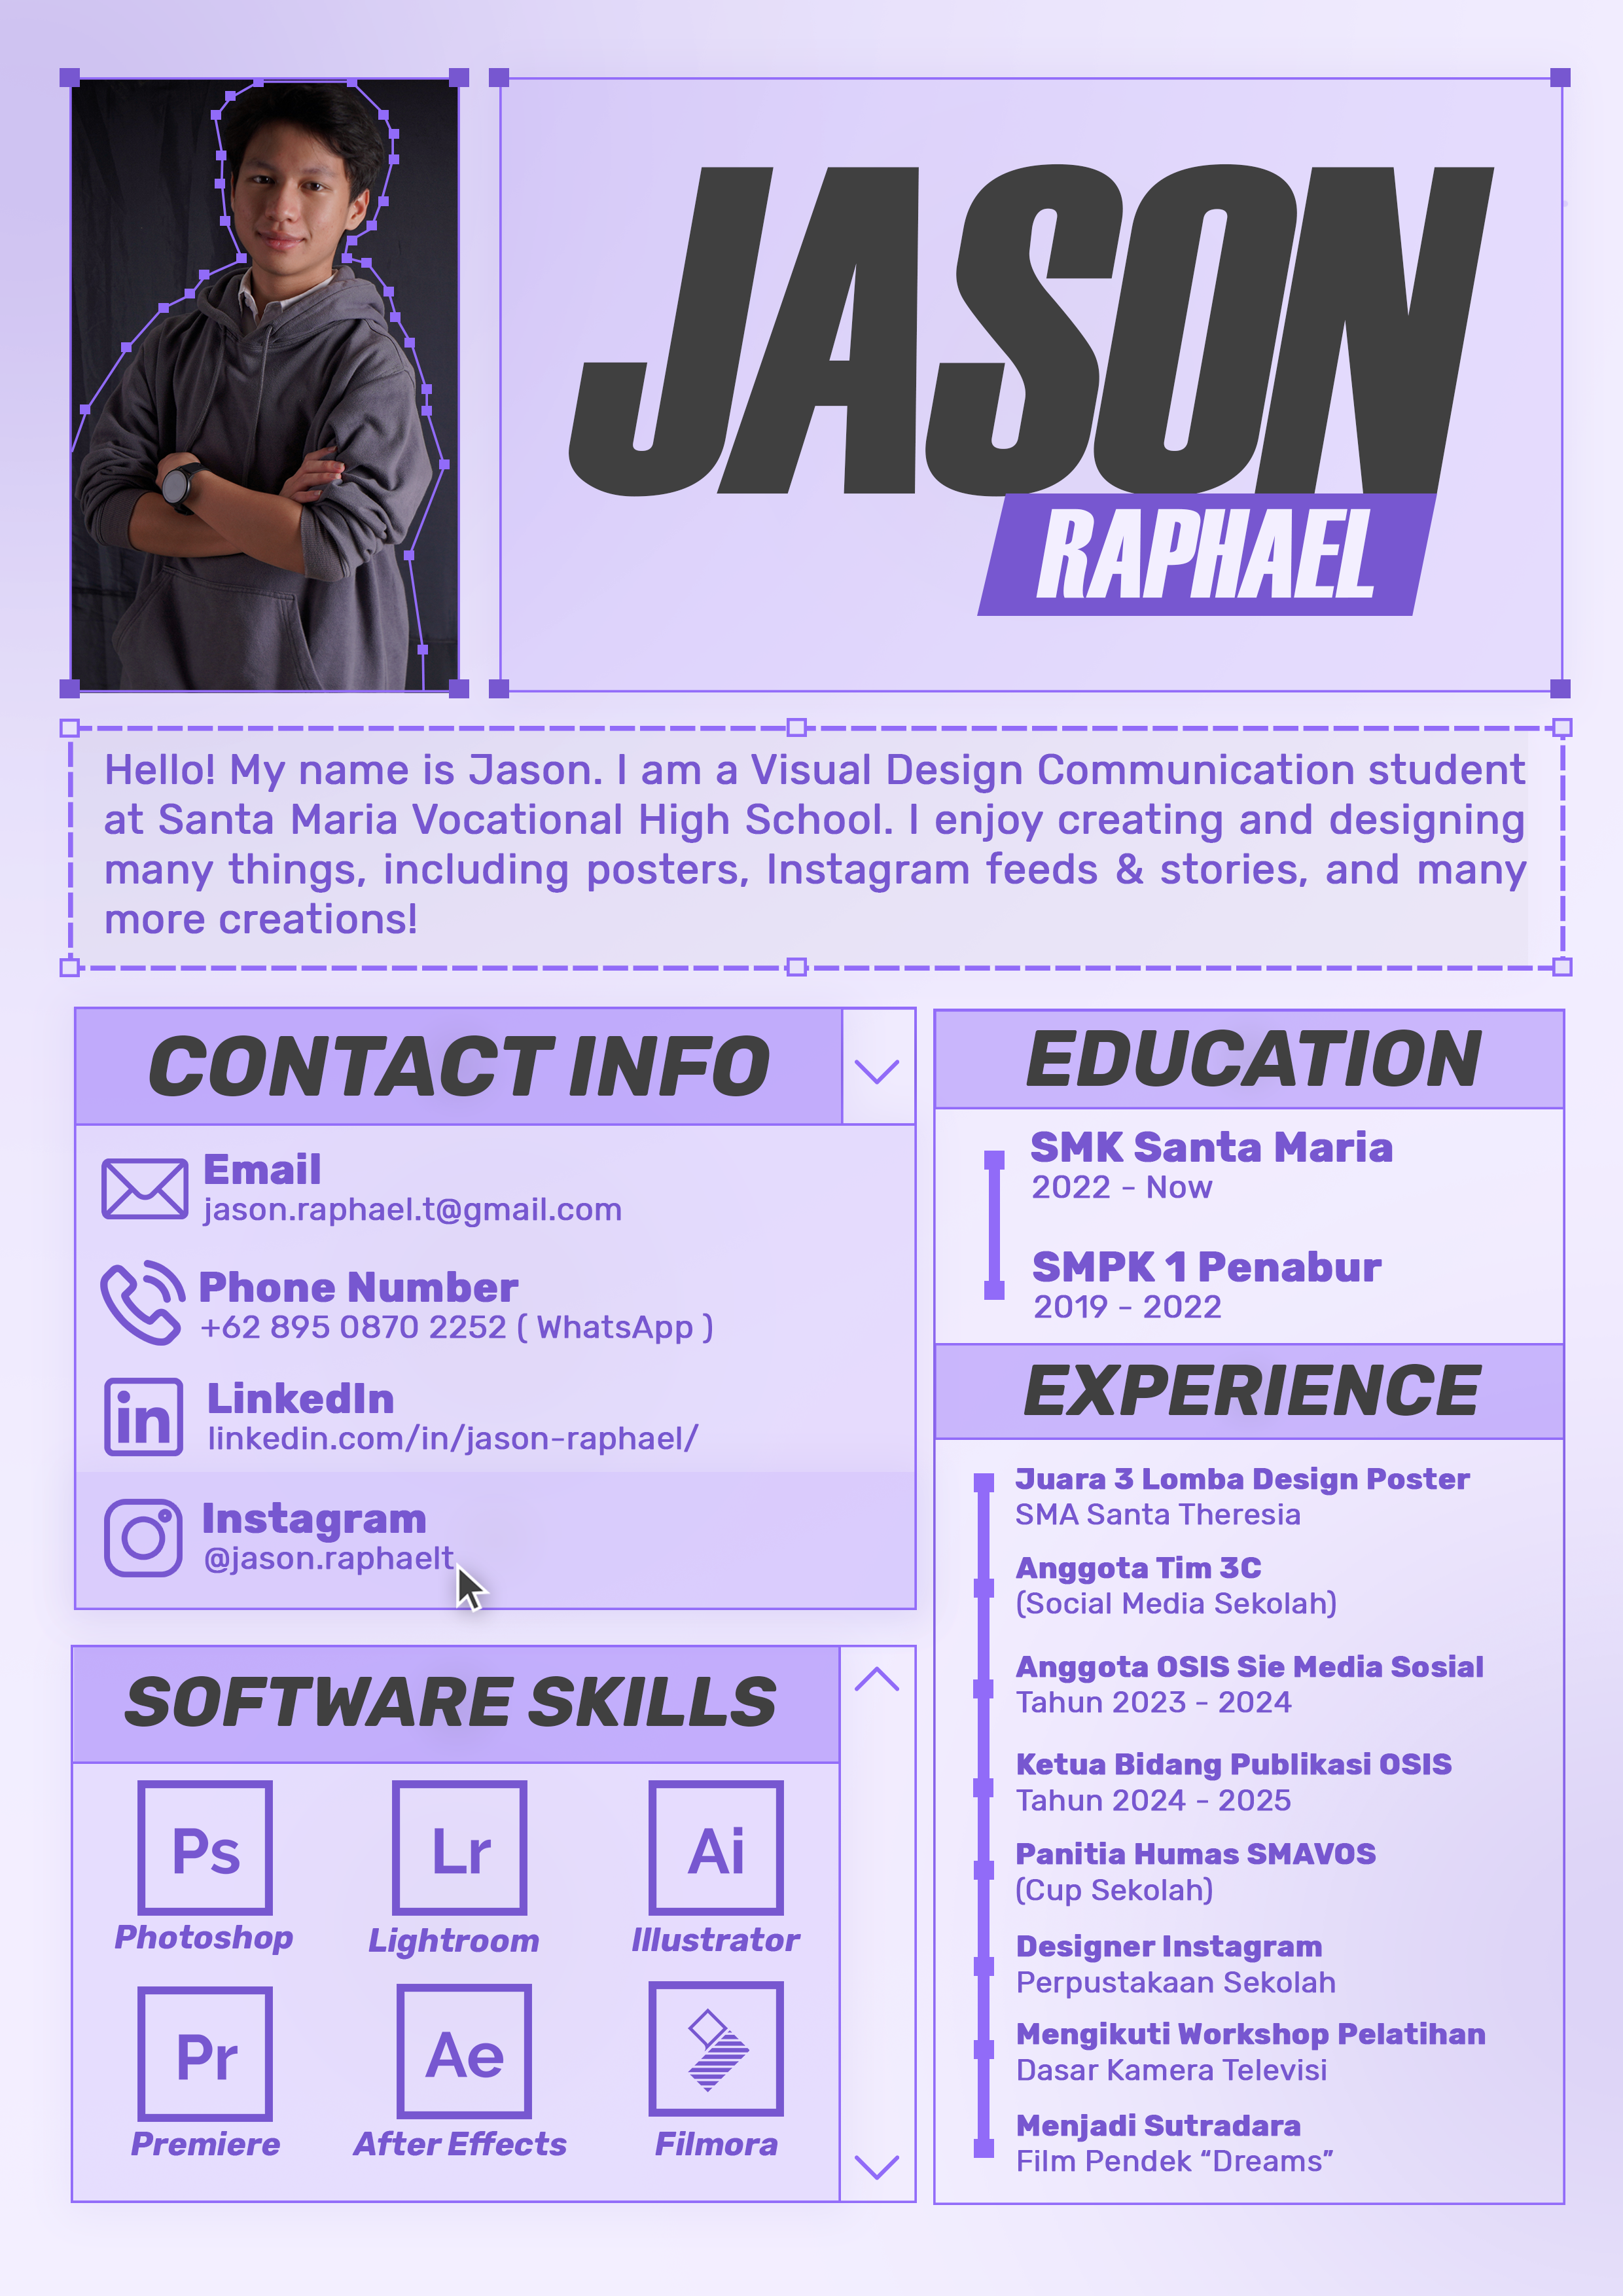 JASON
RAPHAEL
Hello! My name is Jason. I am a Visual Design Communication student
at Santa Maria Vocational High School. I enjoy creating and designing
many things, including posters, Instagram feeds & stories, and many
more creations!
CONTACT INFO
Email
jason.raphael.t@gmail.com
Phone Number
+62 895 0870 2252 ( WhatsApp )
in
LinkedIn
linkedin.com/in/jason-raphael/
Instagram
@jason.raphaelt
SOFTWARE SKILLS
Ps
Photoshop
Lr
Lightroom
Ai
Illustrator
Pr
Premiere
Ae
After Effects
Filmora
EDUCATION
SMK Santa Maria
2022 - Now
SMPK 1 Penabur
2019 - 2022
EXPERIENCE
Juara 3 Lomba Design Poster
SMA Santa Theresia
Anggota Tim 3C
(Social Media Sekolah)
Anggota OSIS Sie Media Sosial
Tahun 2023 - 2024
Ketua Bidang Publikasi OSIS
Tahun 2024 - 2025
Panitia Humas SMAVOS
(Cup Sekolah)
Designer Instagram
Perpustakaan Sekolah
Mengikuti Workshop Pelatihan
Dasar Kamera Televisi
Menjadi Sutradara
Film Pendek “Dreams”